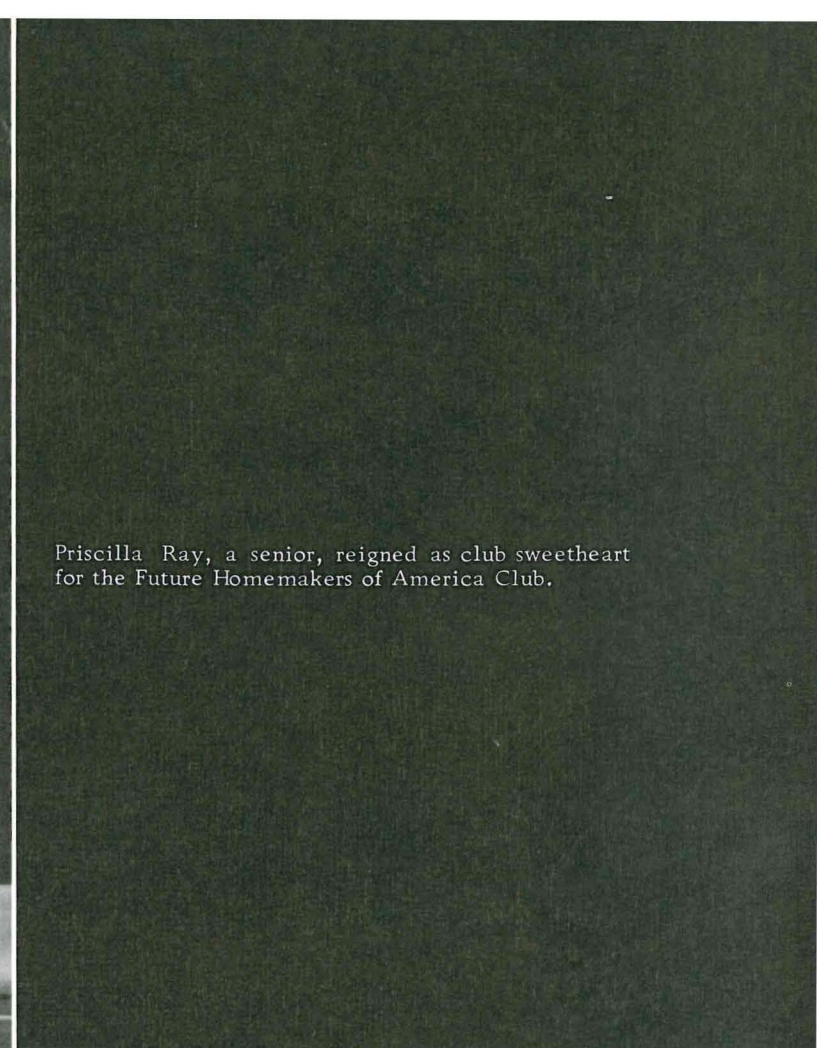 Priscilla Ray, a senior, reigned as club sweetheart
for the Future Homemakers of America Club.